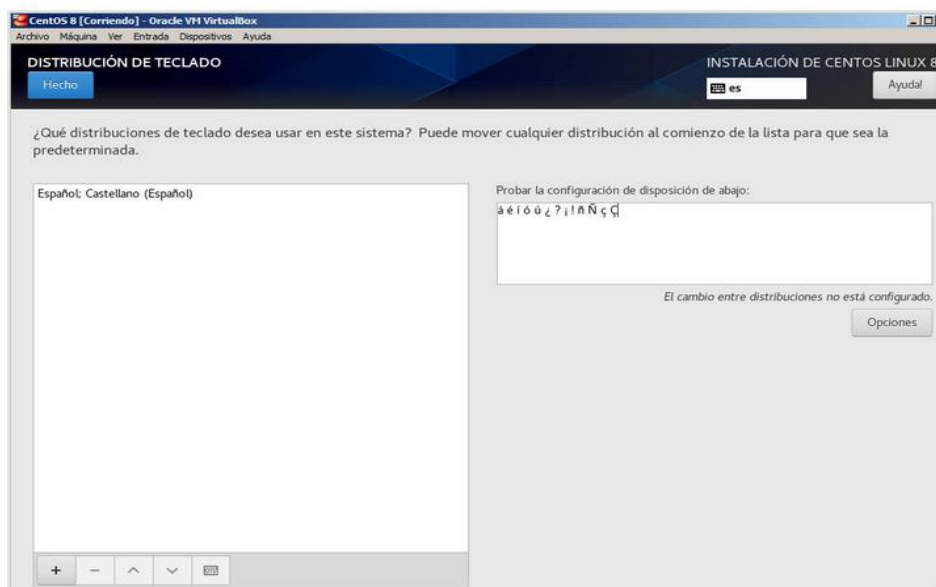 CentOS 8 [Corriendo] - Oracle VM VirtualBox
Archivo Máquina Ver Entrada Dispositivos Ayuda
DISTRIBUCIÓN DE TECLADO
INSTALACIÓN DE CENTOS LINUX 8
Hecho
es
Ayuda!
¿Qué distribuciones de teclado desea usar en este sistema? Puede mover cualquier distribución al comienzo de la lista para que sea la
predeterminada.
Español; Castellano (Español)
Probar la configuración de disposición de abajo:
á é í ó ú ¿ ? ¡ ! ñ Ñ ç Ç
El cambio entre distribuciones no está configurado.
Opciones